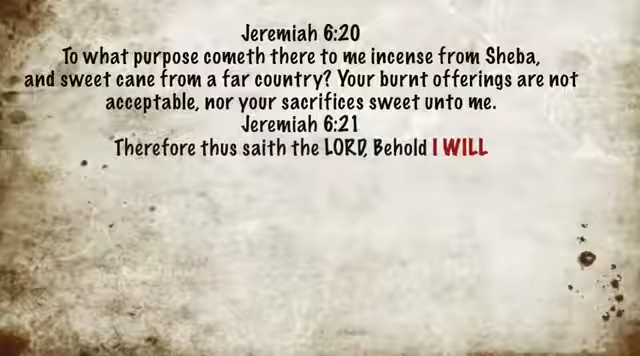 Jeremiah 6:20
To what purpose cometh there to me incense from Sheba,
and sweet cane from a far country? Your burnt offerings are not
acceptable, nor your sacrifices sweet unto me.
Jeremiah 6:21
Therefore thus saith the LORD, Behold I WILL